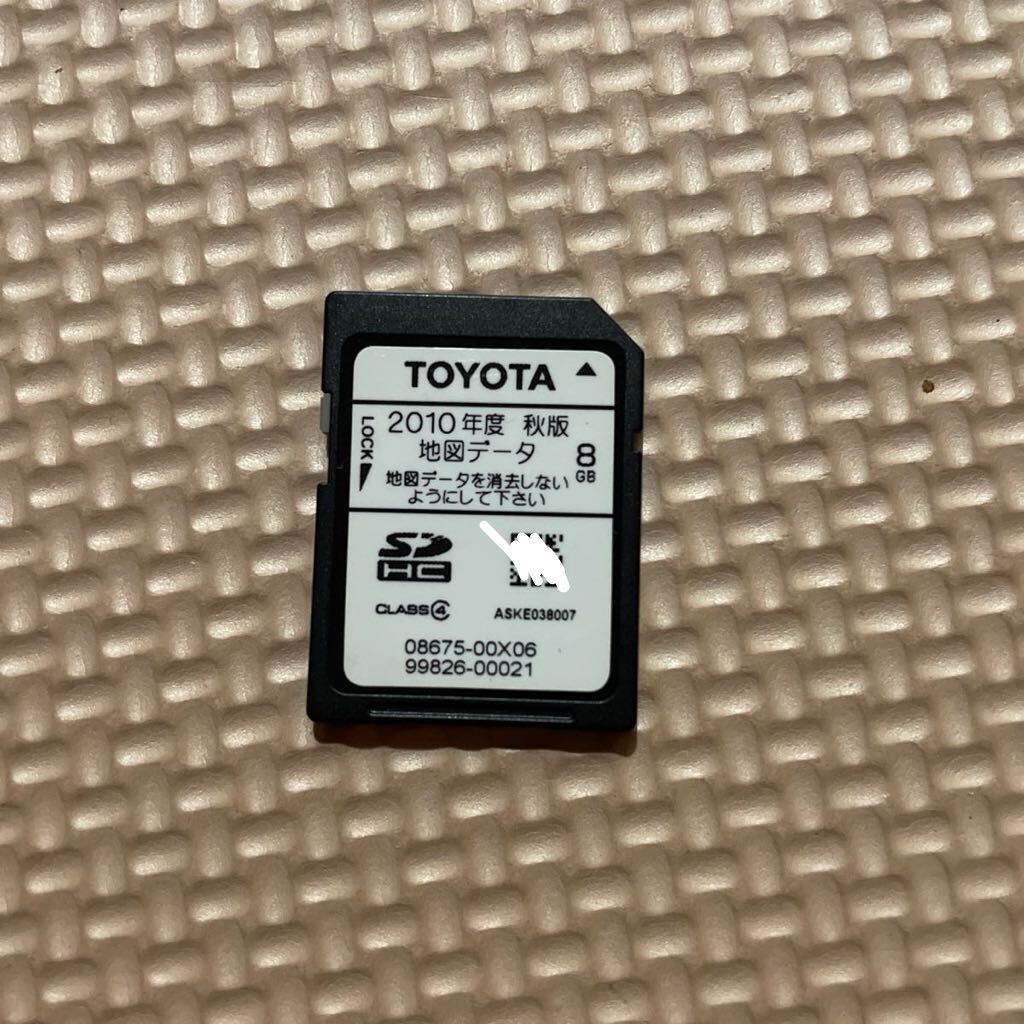 TOYOTA ▲
LOCK
2010年度 秋版
地図データ
8
GB
地図データを消去しない
ようにして下さい
SD
HC
CLASS④
ASKE038007
08675-00X06
99826-00021